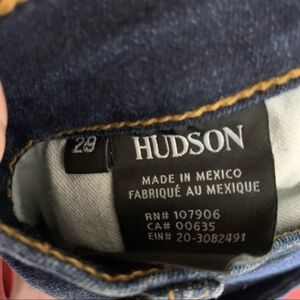 29
HUDSON
MADE IN MEXICO
FABRIQUÉ AU MEXIQUE
RN# 107906
CA# 00635
EIN# 20-3082491